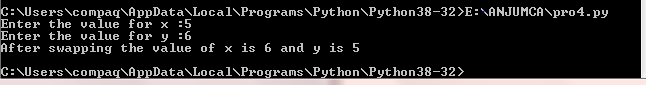 C:\Users\compaq\AppData\Local\Programs\Python\Python38-32>E:\ANJUMCA\pro4.py
Enter the value for x :5
Enter the value for y :6
After swapping the value of x is 6 and y is 5
C:\Users\compaq\AppData\Local\Programs\Python\Python38-32>